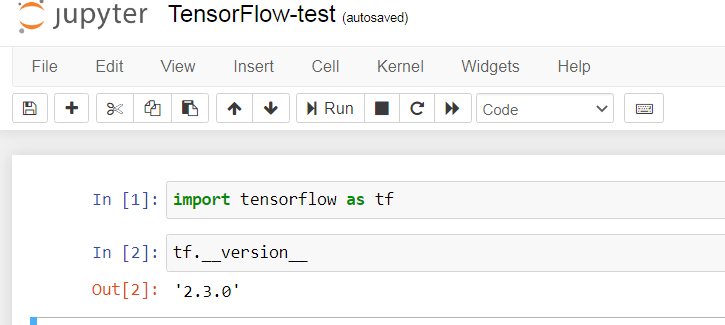 jupyter TensorFlow-test (autosaved)
File Edit View Insert Cell Kernel Widgets Help
Run Code
In [1]: import tensorflow as tf
In [2]: tf.__version__
Out[2]: '2.3.0'